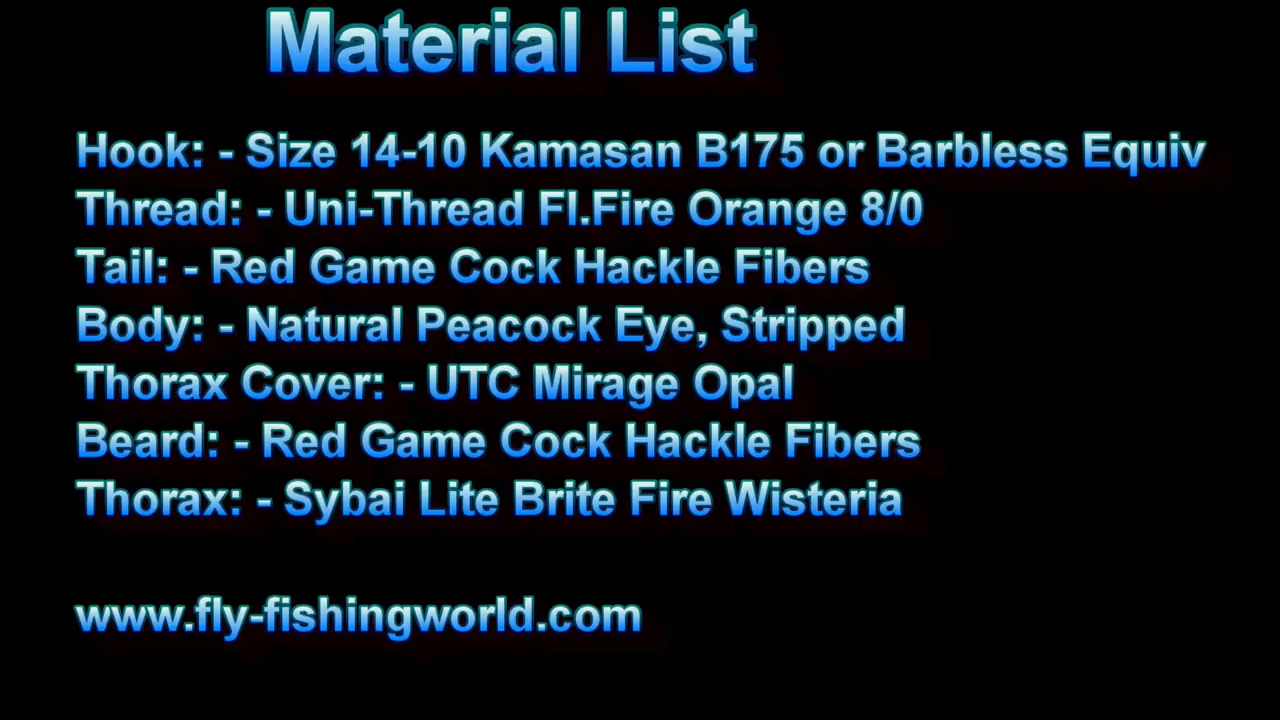 Material List
Hook: - Size 14-10 Kamasan B175 or Barbless Equiv
Thread: - Uni-Thread Fl.Fire Orange 8/0
Tail: - Red Game Cock Hackle Fibers
Body: - Natural Peacock Eye, Stripped
Thorax Cover: - UTC Mirage Opal
Beard: - Red Game Cock Hackle Fibers
Thorax: - Sybai Lite Brite Fire Wisteria
www.fly-fishingworld.com